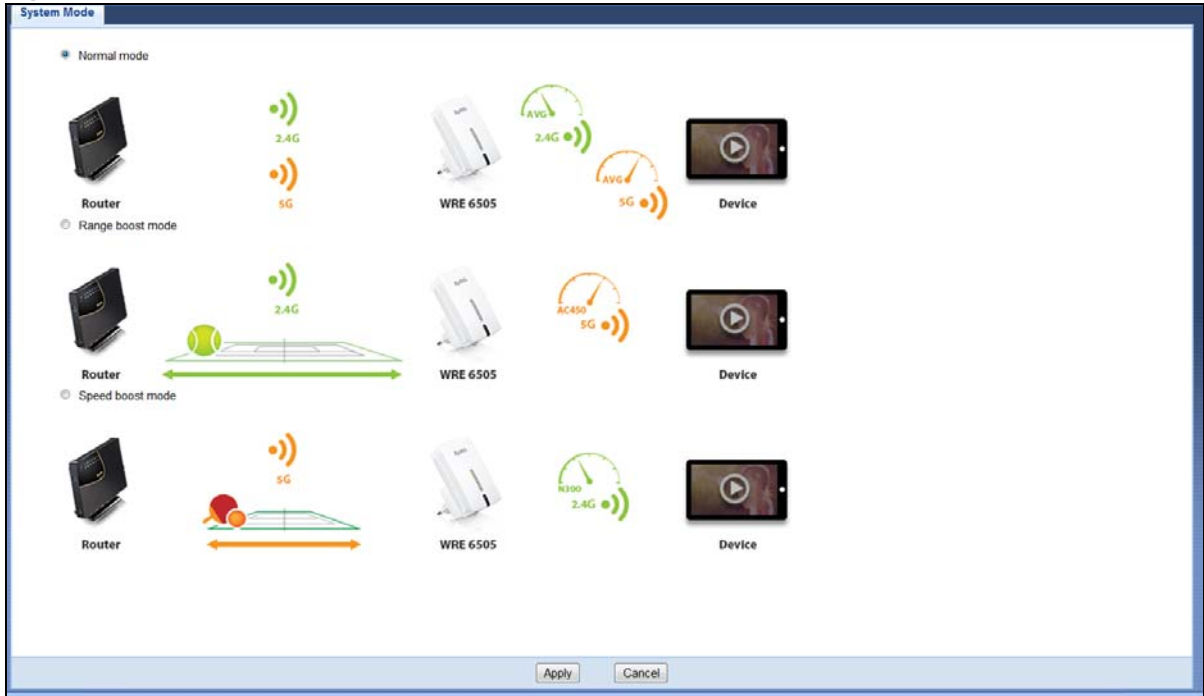 System Mode
Normal mode
2.4G
5G
AVG
2.4G
AVG
5G
Router
WRE 6505
Device
Range boost mode
2.4G
AC450
5G
Router
WRE 6505
Device
Speed boost mode
5G
N300
2.4G
Router
WRE 6505
Device
Apply
Cancel